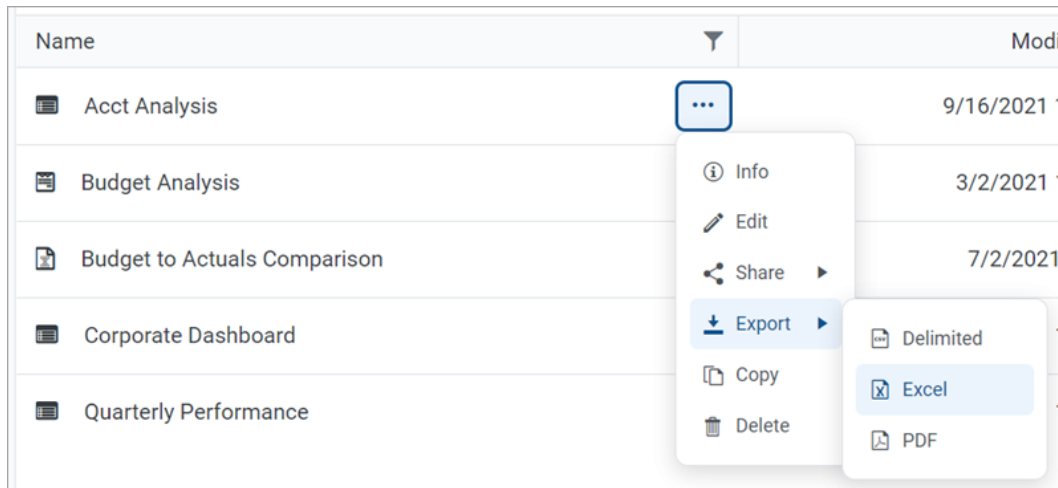 Name
Modi
Acct Analysis
9/16/2021
Info
Budget Analysis
3/2/2021
Edit
Budget to Actuals Comparison
Share
7/2/2021
Export
Corporate Dashboard
Delimited
Copy
Excel
Quarterly Performance
Delete
PDF